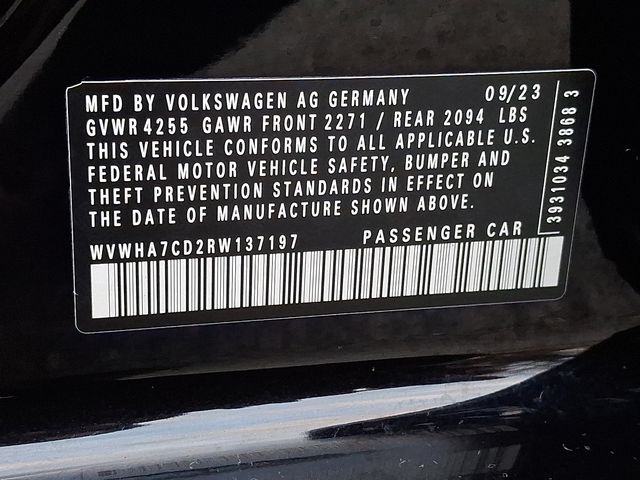 MFD BY VOLKSWAGEN AG GERMANY 09/23
GVWR 4255 GAWR FRONT 2271 / REAR 2094 LBS
THIS VEHICLE CONFORMS TO ALL APPLICABLE U.S.
FEDERAL MOTOR VEHICLE SAFETY, BUMPER AND
THEFT PREVENTION STANDARDS IN EFFECT ON
THE DATE OF MANUFACTURE SHOWN ABOVE.
WVWHA7CD2RW137197 PASSENGER CAR
3931034 3868 3